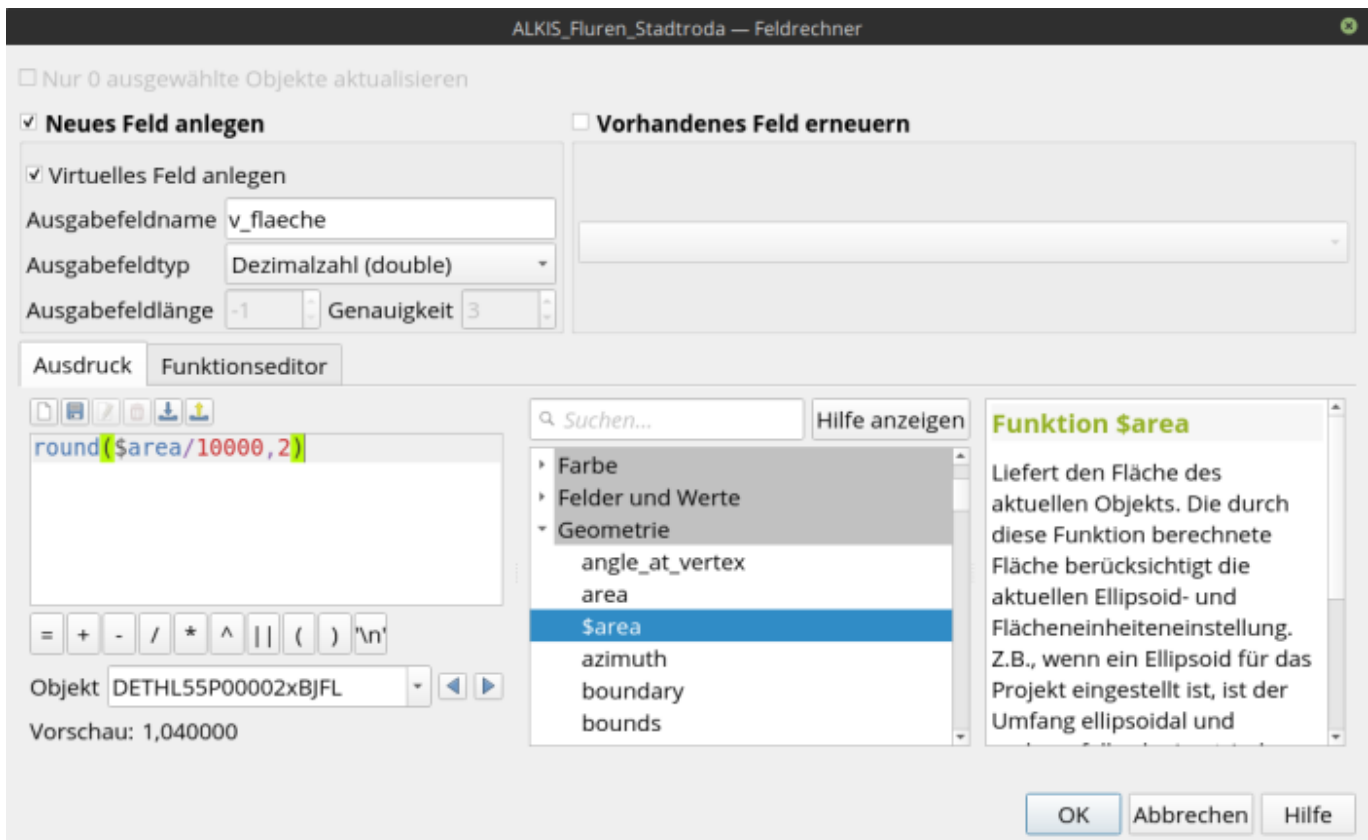 ALKIS_Fluren_Stadtroda — Feldrechner
Nur 0 ausgewählte Objekte aktualisieren
Neues Feld anlegen
Vorhandenes Feld erneuern
Virtuelles Feld anlegen
Ausgabefeldname v_flaeche
Ausgabefeldtyp Dezimalzahl (double)
Ausgabefeldlänge -1 Genauigkeit 3
Ausdruck Funktionseditor
round($area/10000,2)
= + - / * ^ || ( ) '\n'
Objekt DETHL55P00002xBJFL
Vorschau: 1,040000
Suchen... Hilfe anzeigen
Farbe
Felder und Werte
Geometrie
angle_at_vertex
area
$area
azimuth
boundary
bounds
Funktion $area
Liefert den Fläche des
aktuellen Objekts. Die durch
diese Funktion berechnete
Fläche berücksichtigt die
aktuellen Ellipsoid- und
Flächeneinheiteneinstellung.
Z.B., wenn ein Ellipsoid für das
Projekt eingestellt ist, ist der
Umfang ellipsoidal und
OK Abbrechen Hilfe